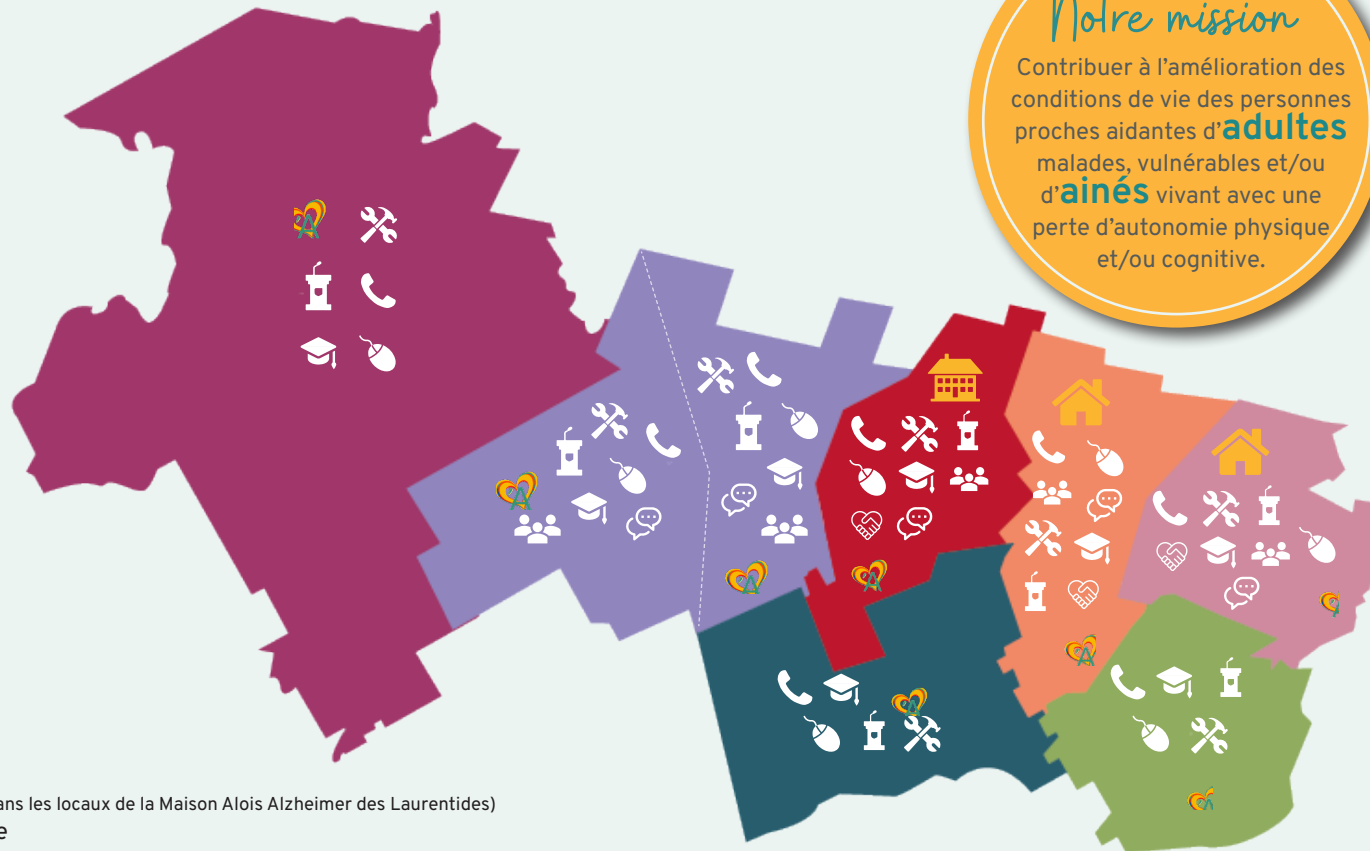 Notre mission
Contribuer à l'amélioration des
conditions de vie des personnes
proches aidantes d'adultes
malades, vulnérables et/ou
d'ainés vivant avec une
perte d'autonomie physique
et/ou cognitive.
ans les locaux de la Maison Alois Alzheimer des Laurentides)
e